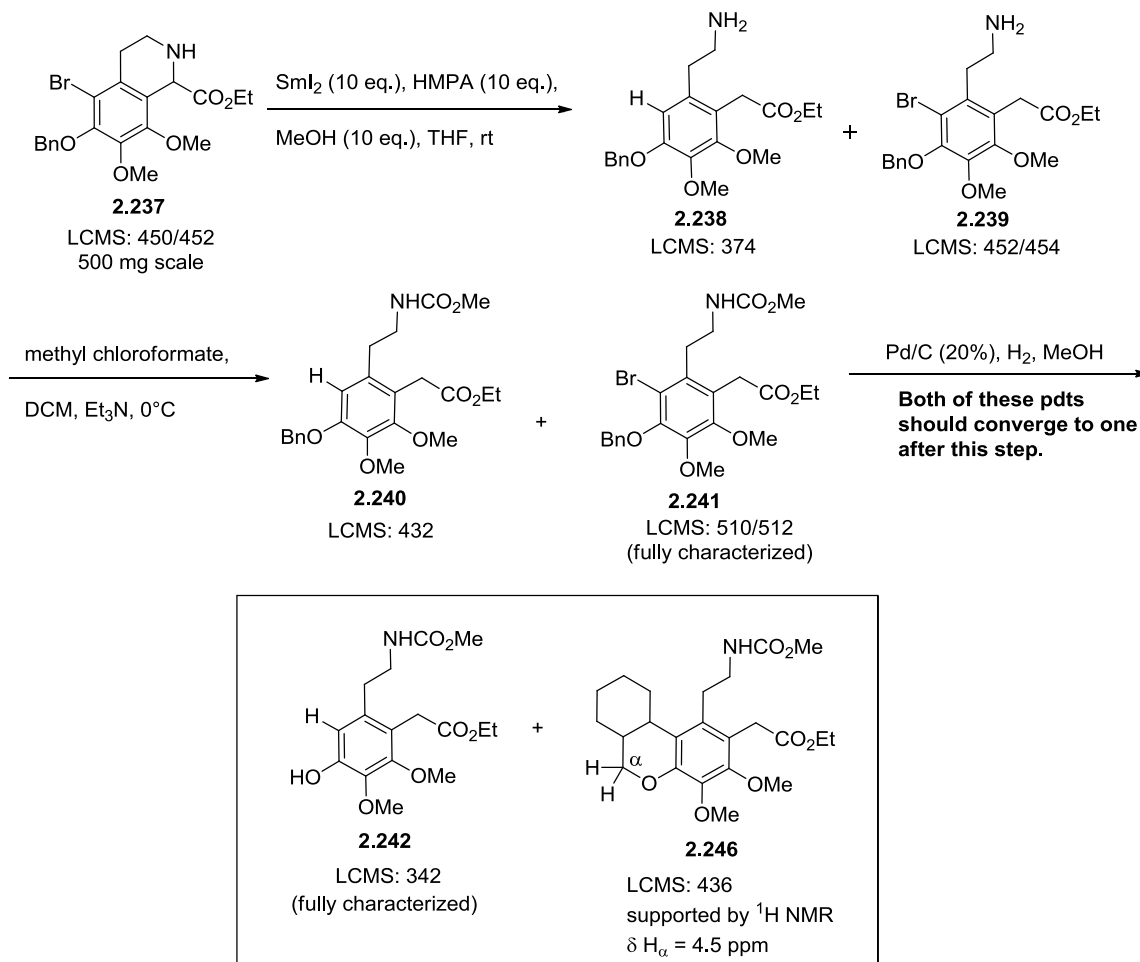 NH
Br
CO₂Et
BnO
OMe
OMe
2.237
LCMS: 450/452
500 mg scale
SmI₂ (10 eq.), HMPA (10 eq.),
MeOH (10 eq.), THF, rt
NH₂
H
CO₂Et
BnO
OMe
OMe
2.238
LCMS: 374
+
NH₂
Br
CO₂Et
BnO
OMe
OMe
2.239
LCMS: 452/454
methyl chloroformate,
DCM, Et₃N, 0°C
NHCO₂Me
H
CO₂Et
BnO
OMe
OMe
2.240
LCMS: 432
+
NHCO₂Me
Br
CO₂Et
BnO
OMe
OMe
2.241
LCMS: 510/512
(fully characterized)
Pd/C (20%), H₂, MeOH
Both of these pdts
should converge to one
after this step.
NHCO₂Me
H
CO₂Et
HO
OMe
OMe
2.242
LCMS: 342
(fully characterized)
+
NHCO₂Me
CO₂Et
α
H
H
O
OMe
OMe
2.246
LCMS: 436
supported by ¹H NMR
δ Hα = 4.5 ppm